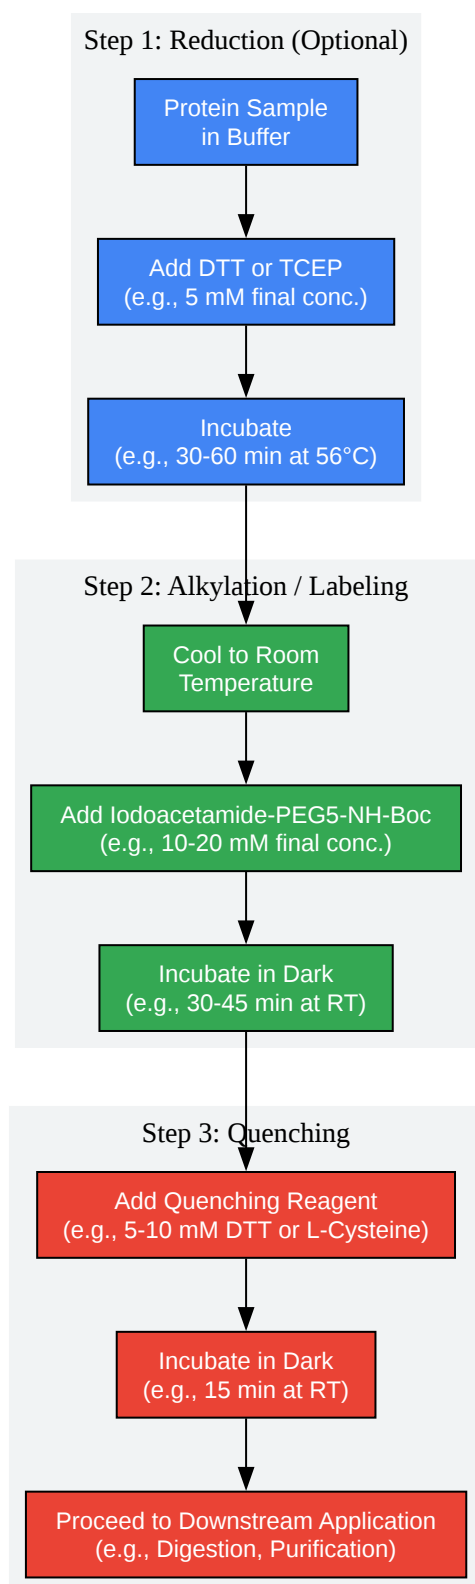 Step 1: Reduction (Optional)
Protein Sample
in Buffer
Add DTT or TCEP
(e.g., 5 mM final conc.)
Incubate
(e.g., 30-60 min at 56°C)
Step 2: Alkylation / Labeling
Cool to Room
Temperature
Add Iodoacetamide-PEG5-NH-Boc
(e.g., 10-20 mM final conc.)
Incubate in Dark
(e.g., 30-45 min at RT)
Step 3: Quenching
Add Quenching Reagent
(e.g., 5-10 mM DTT or L-Cysteine)
Incubate in Dark
(e.g., 15 min at RT)
Proceed to Downstream Application
(e.g., Digestion, Purification)